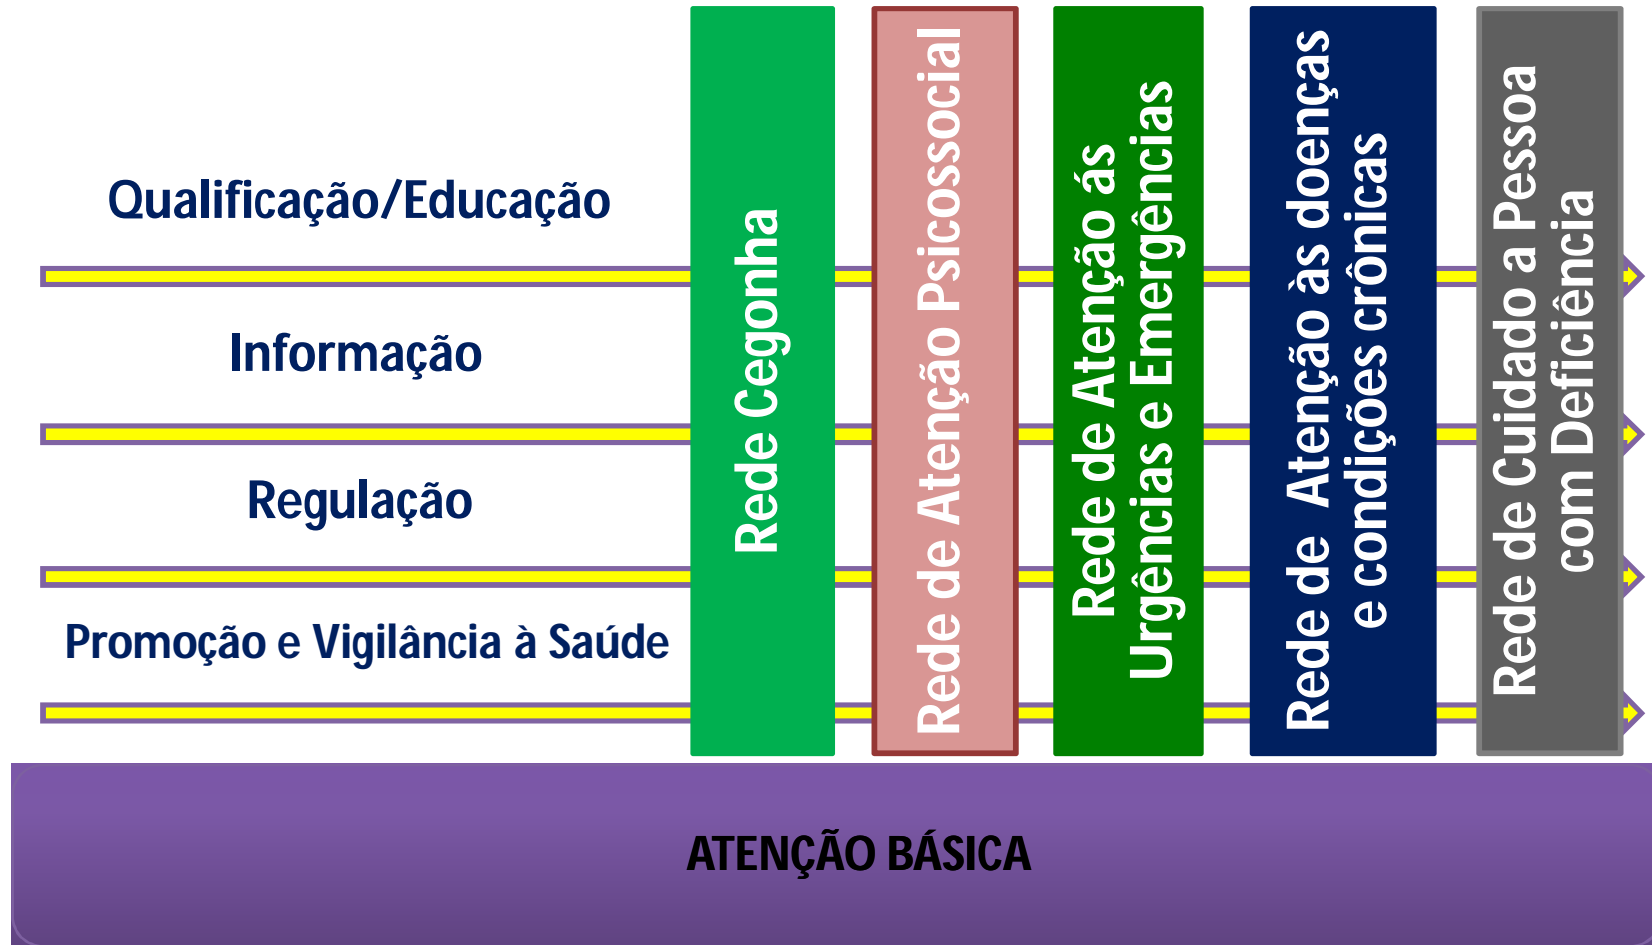 Qualificação/Educação
Informação
Regulação
Promoção e Vigilância à Saúde
Rede Cegonha
Rede de Atenção Psicossocial
Rede de Atenção ás
Urgências e Emergências
Rede de Atenção às doenças
e condições crônicas
Rede de Cuidado a Pessoa
com Deficiência
ATENÇÃO BÁSICA